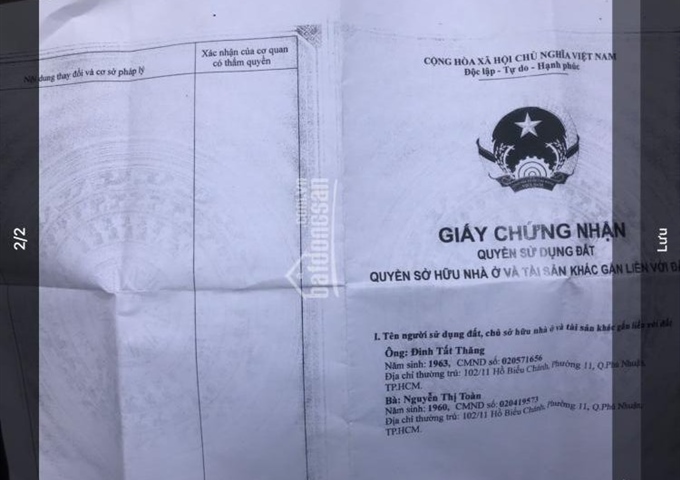 Nội dung thay đổi và cơ sở pháp lý
Xác nhận của cơ quan
có thẩm quyền
CỘNG HÒA XÃ HỘI CHỦ NGHĨA VIỆT NAM
Độc lập - Tự do - Hạnh phúc
GIẤY CHỨNG NHẬN
QUYỀN SỬ DỤNG ĐẤT
QUYỀN SỞ HỮU NHÀ Ở VÀ TÀI SẢN KHÁC GẮN LIỀN VỚI
I. Tên người sử dụng đất, chủ sở hữu nhà ở và tài sản khác gắn liền với đất
Ông: Đinh Tất Thăng
Năm sinh: 1963, CMND số: 020571656
Địa chỉ thường trú: 102/11 Hồ Biểu Chánh, Phường 11, Q.Phú Nhuận,
TP.HCM.
Bà: Nguyễn Thị Toàn
Năm sinh: 1960, CMND số: 020419573
Địa chỉ thường trú: 102/11 Hồ Biểu Chánh, Phường 11, Q.Phú Nhuận,
TP.HCM.
batdongsan
.com.vn
2/2
Lưu